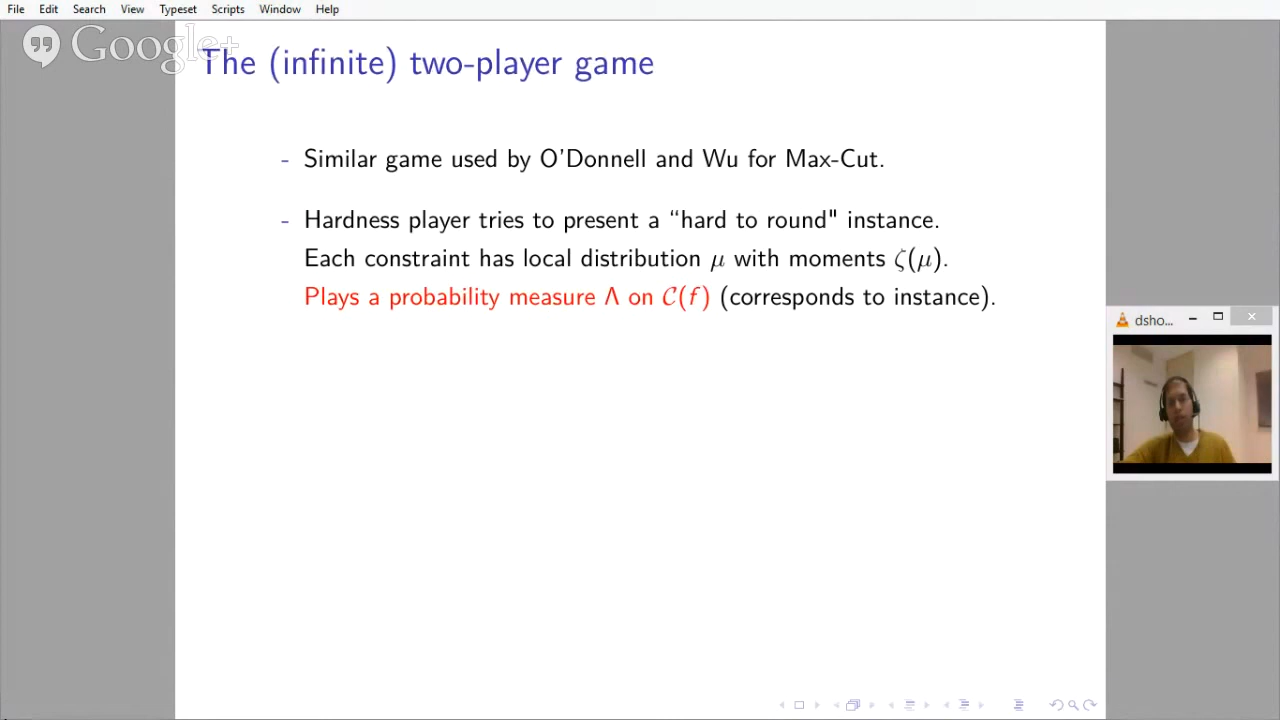 File Edit Search View Typeset Scripts Window Help
Google+
The (infinite) two-player game
- Similar game used by O'Donnell and Wu for Max-Cut.
- Hardness player tries to present a “hard to round" instance.
Each constraint has local distribution μ with moments ζ(μ).
Plays a probability measure Λ on 𝒞(f) (corresponds to instance).
dsho...